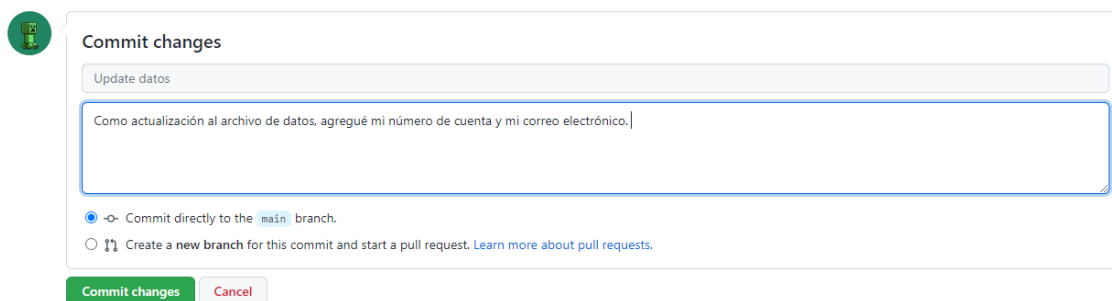 Commit changes
Update datos
Como actualización al archivo de datos, agregué mi número de cuenta y mi correo electrónico.
Commit directly to the main branch.
Create a new branch for this commit and start a pull request. Learn more about pull requests.
Commit changes Cancel